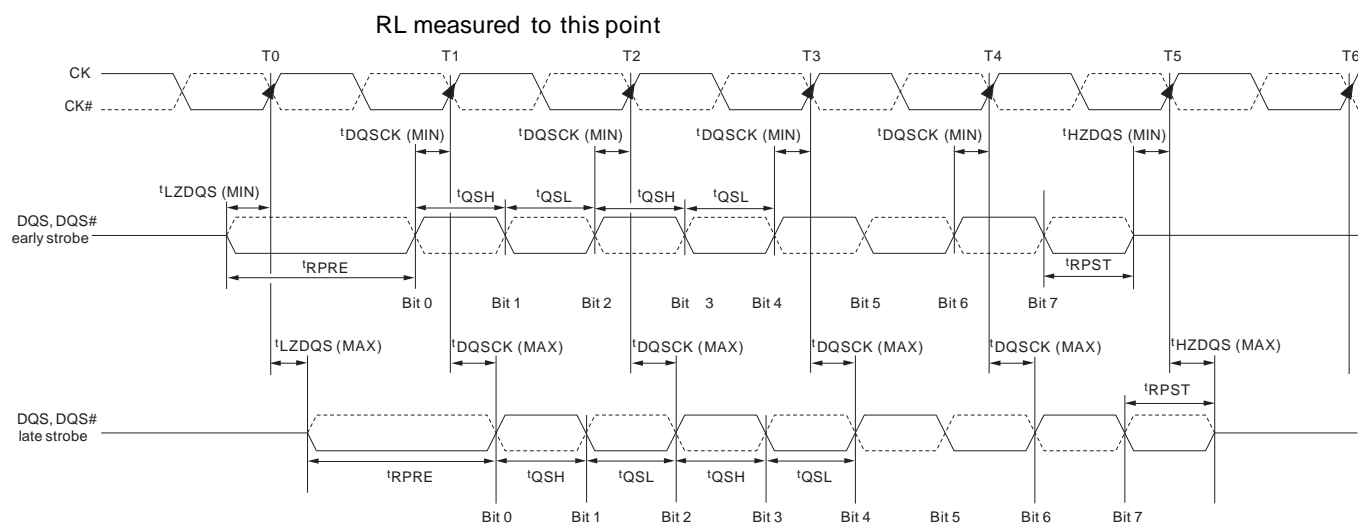 RL measured to this point
T0 T1 T2 T3 T4 T5 T6
CK
CK#
tDQSCK (MIN) tDQSCK (MIN) tDQSCK (MIN) tDQSCK (MIN) tHZDQS (MIN)
tLZDQS (MIN)
tQSH tQSL tQSH tQSL
DQS, DQS#
early strobe
tRPRE tRPST
Bit 0 Bit 1 Bit 2 Bit 3 Bit 4 Bit 5 Bit 6 Bit 7
tLZDQS (MAX) tDQSCK (MAX) tDQSCK (MAX) tDQSCK (MAX) tDQSCK (MAX) tHZDQS (MAX)
tRPST
DQS, DQS#
late strobe
tRPRE tQSH tQSL tQSH tQSL
Bit 0 Bit 1 Bit 2 Bit 3 Bit 4 Bit 5 Bit 6 Bit 7